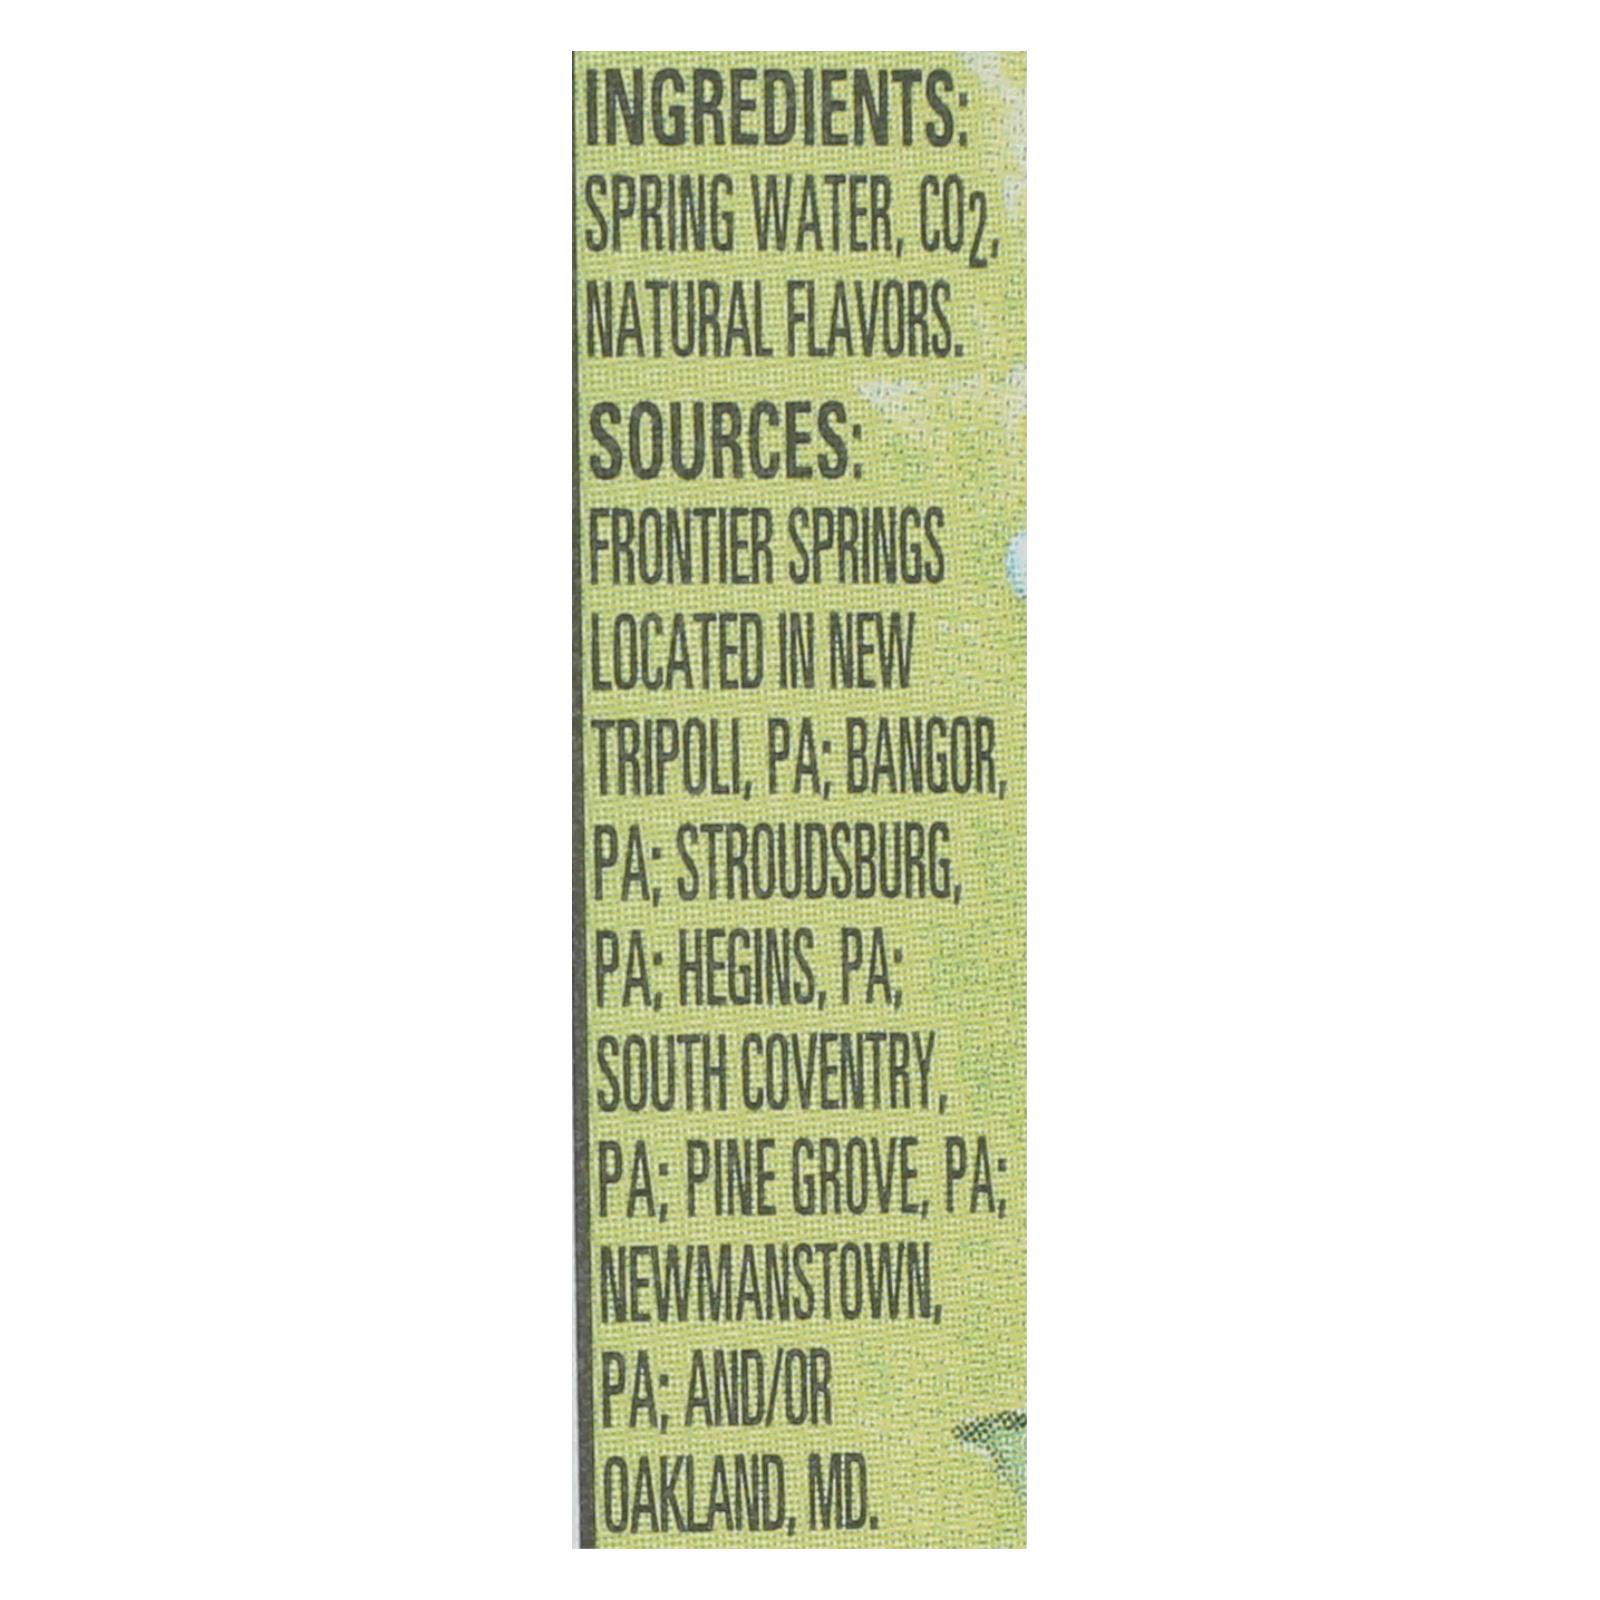 INGREDIENTS:
SPRING WATER, CO2,
NATURAL FLAVORS.
SOURCES:
FRONTIER SPRINGS
LOCATED IN NEW
TRIPOLI, PA; BANGOR,
PA; STROUDSBURG,
PA; HEGINS, PA;
SOUTH COVENTRY,
PA; PINE GROVE, PA;
NEWMANSTOWN,
PA; AND/OR
OAKLAND, MD.